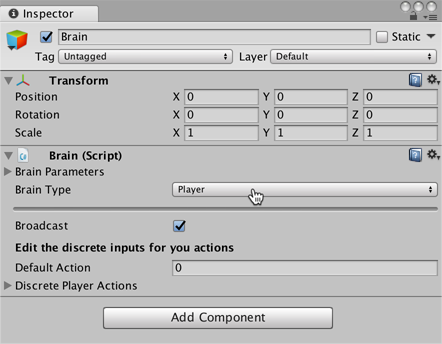 Inspector
Brain
Static
Tag Untagged Layer Default
Transform
Position X 0 Y 0 Z 0
Rotation X 0 Y 0 Z 0
Scale X 1 Y 1 Z 1
Brain (Script)
Brain Parameters
Brain Type Player
Broadcast
Edit the discrete inputs for you actions
Default Action 0
Discrete Player Actions
Add Component